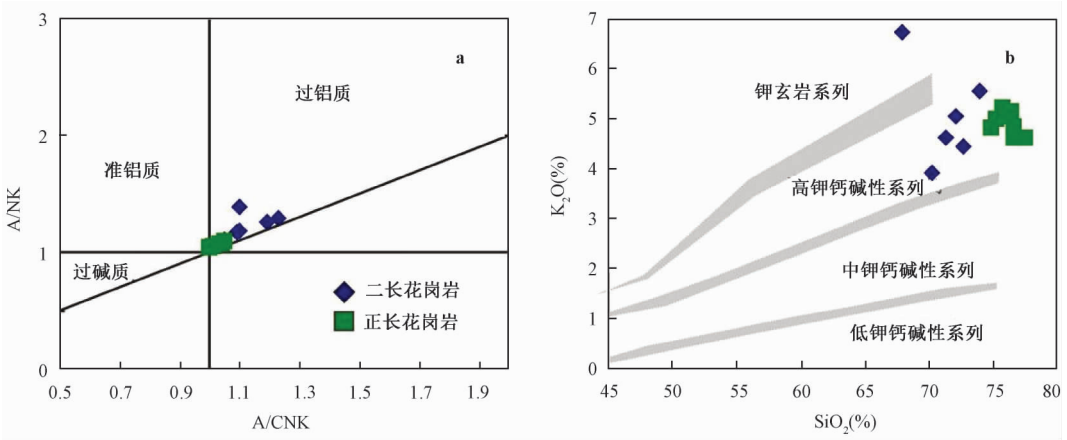 3
2
1
0
A/NK
0.5
0.7
0.9
1.1
1.3
1.5
1.7
1.9
A/CNK
a
过铝质
准铝质
过碱质
二长花岗岩
正长花岗岩
7
6
5
4
3
2
1
0
K₂O(%)
45
50
55
60
65
70
75
80
SiO₂(%)
b
钾玄岩系列
高钾钙碱性系列
中钾钙碱性系列
低钾钙碱性系列